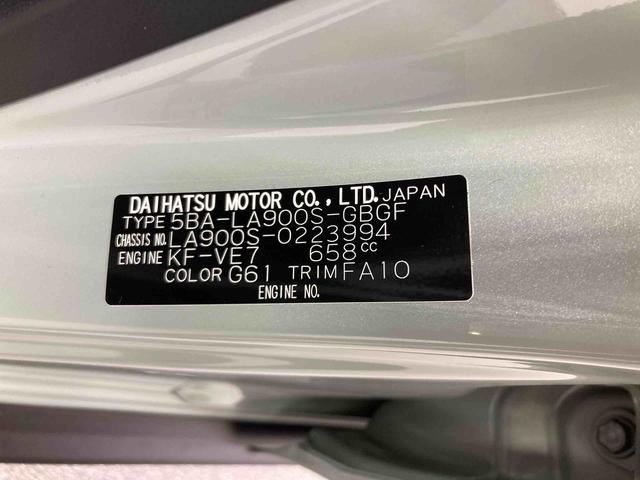 DAIHATSU MOTOR CO.,LTD.JAPAN
TYPE 5BA-LA900S-GBGF
CHASSIS NO. LA900S-0223994
ENGINE KF-VE7 658cc
COLOR G61 TRIM FA10
ENGINE NO.